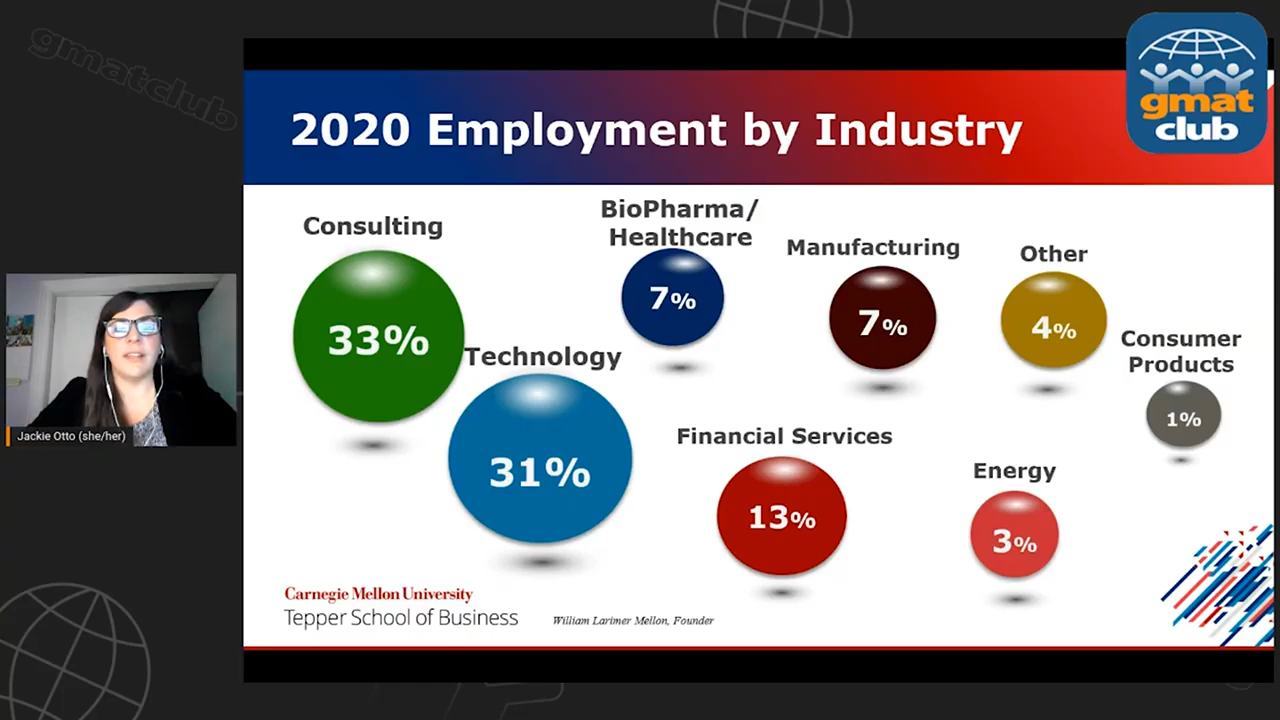 gmatclub
gmat
club
2020 Employment by Industry
Consulting
33%
Technology
31%
BioPharma/
Healthcare
7%
Manufacturing
7%
Other
4%
Consumer
Products
1%
Financial Services
13%
Energy
3%
Jackie Otto (she/her)
Carnegie Mellon University
Tepper School of Business
William Larimer Mellon, Founder